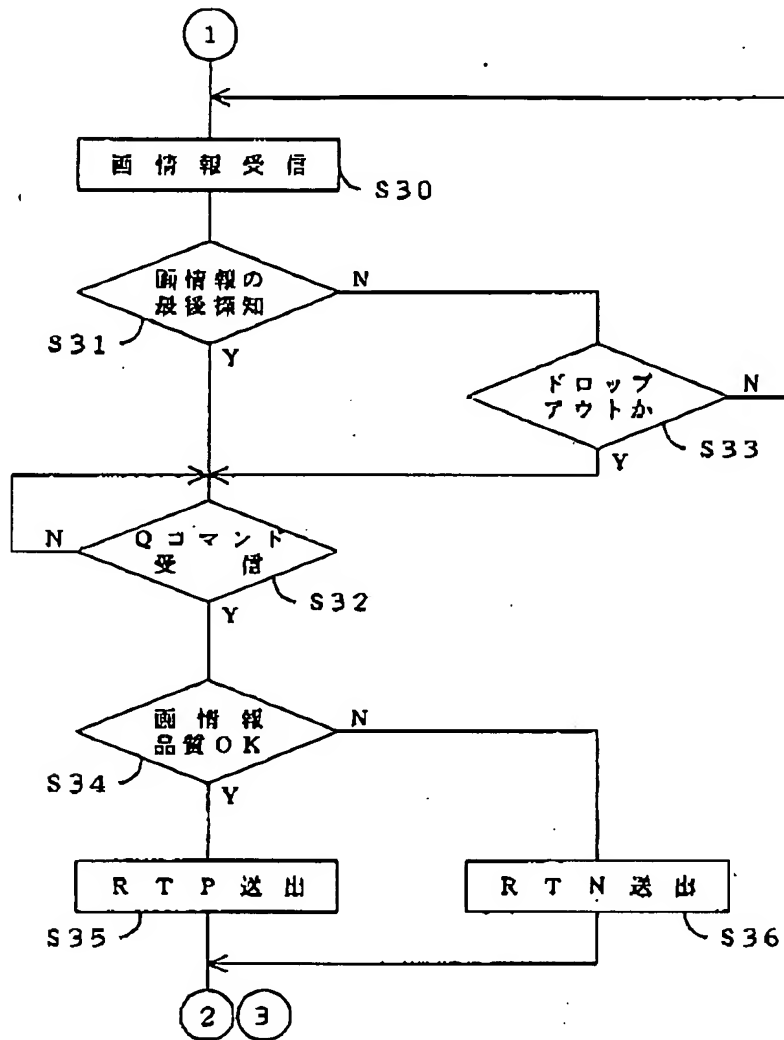 1
画情報受信
S30
画情報の
最後探知
N
S31
Y
ドロップ
アウトか
N
S33
Y
N
Qコマンド
受信
S32
Y
画情報
品質OK
N
S34
Y
RTP送出
RTN送出
S35
S36
2 3